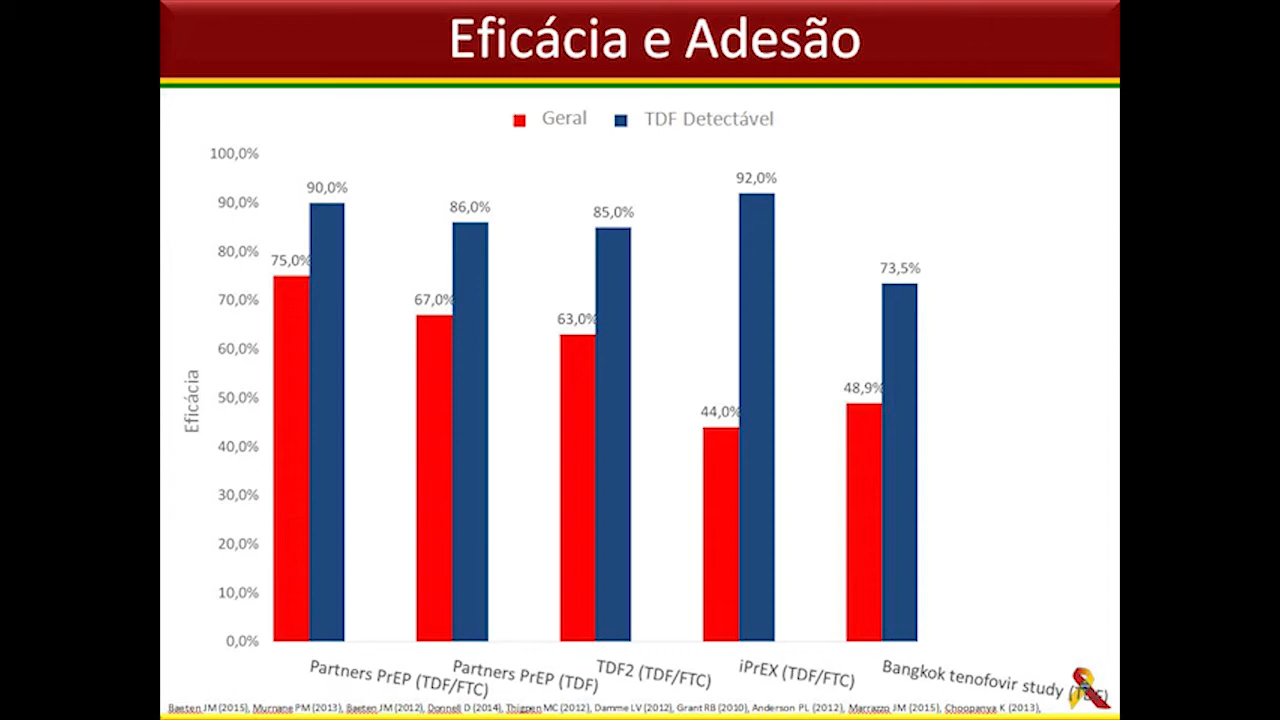 Eficácia e Adesão
Geral TDF Detectável
100,0%
90,0%
80,0%
70,0%
60,0%
50,0%
40,0%
30,0%
20,0%
10,0%
0,0%
Eficácia
75,0% 90,0%
67,0% 86,0%
63,0% 85,0%
44,0% 92,0%
48,9% 73,5%
Partners PrEP (TDF/FTC)
Partners PrEP (TDF)
TDF2 (TDF/FTC)
iPrEX (TDF/FTC)
Bangkok tenofovir study
Baeten JM (2015), Murnane PM (2013), Baeten JM (2012), Donnell D (2014), Thigpen MC (2012), Damme LV (2012), Grant RB (2010), Anderson PL (2012), Marrazzo JM (2015), Choopanya K (2013),